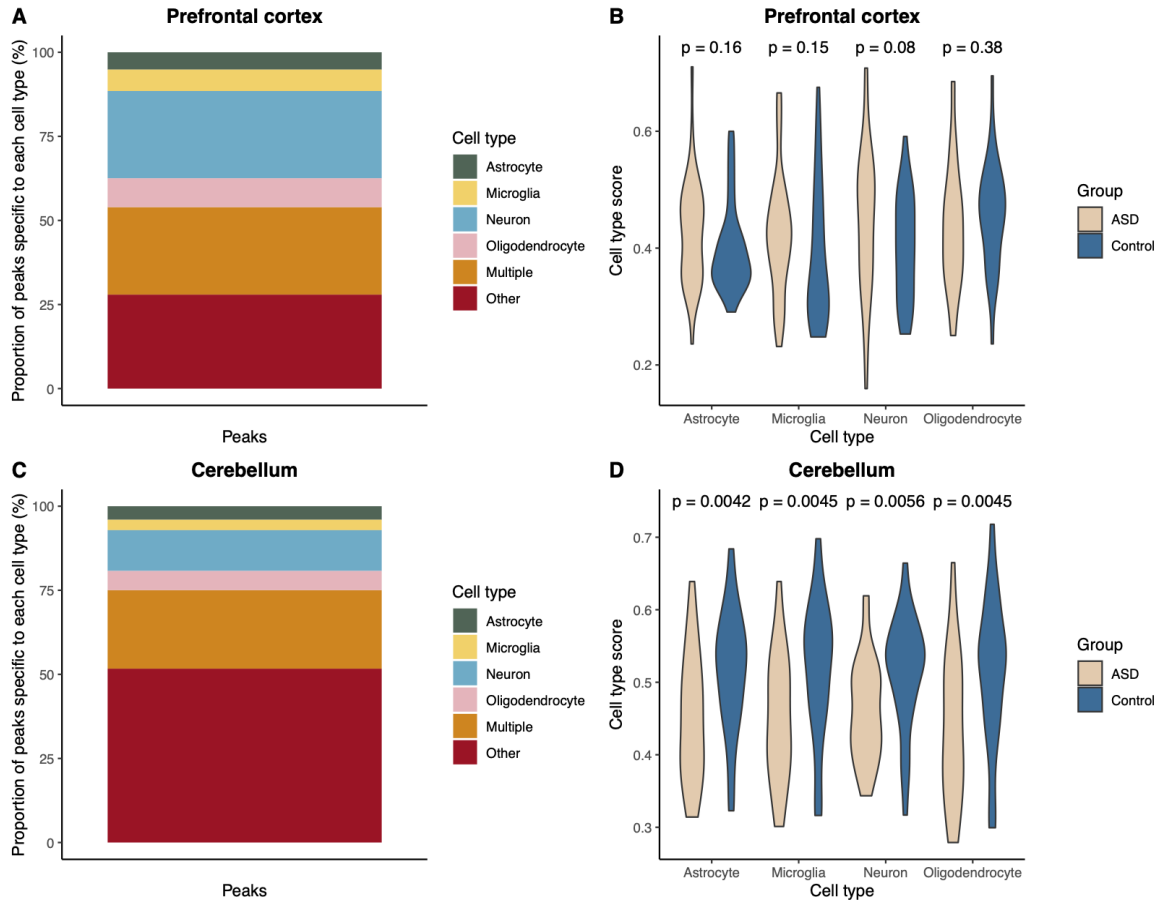 A
Prefrontal cortex
Proportion of peaks specific to each cell type (%)
100
75
50
25
0
Peaks
Cell type
Astrocyte
Microglia
Neuron
Oligodendrocyte
Multiple
Other
B
Prefrontal cortex
p = 0.16 p = 0.15 p = 0.08 p = 0.38
Cell type score
0.6
0.4
0.2
Astrocyte Microglia Neuron Oligodendrocyte
Cell type
Group
ASD
Control
C
Cerebellum
Proportion of peaks specific to each cell type (%)
100
75
50
25
0
Peaks
Cell type
Astrocyte
Microglia
Neuron
Oligodendrocyte
Multiple
Other
D
Cerebellum
p = 0.0042 p = 0.0045 p = 0.0056 p = 0.0045
Cell type score
0.7
0.6
0.5
0.4
0.3
Astrocyte Microglia Neuron Oligodendrocyte
Cell type
Group
ASD
Control